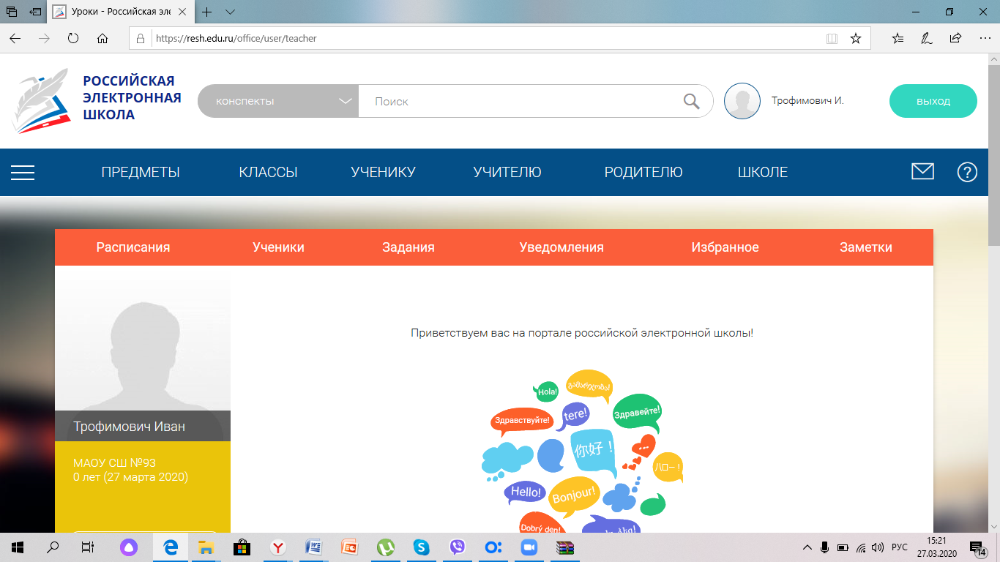 Уроки - Российская эле
https://resh.edu.ru/office/user/teacher
РОССИЙСКАЯ
ЭЛЕКТРОННАЯ
ШКОЛА
конспекты
Поиск
Трофимович И.
выход
ПРЕДМЕТЫ КЛАССЫ УЧЕНИКУ УЧИТЕЛЮ РОДИТЕЛЮ ШКОЛЕ
Расписания Ученики Задания Уведомления Избранное Заметки
Приветствуем вас на портале российской электронной школы!
Hola!
გამარჯობა!
Здравствуйте!
tere!
Здравейте!
你好！
ハロー！
Hello!
Bonjour!
Dobrý den!
Трофимович Иван
МАОУ СШ №93
0 лет (27 марта 2020)
РУС
15:21
27.03.2020
14